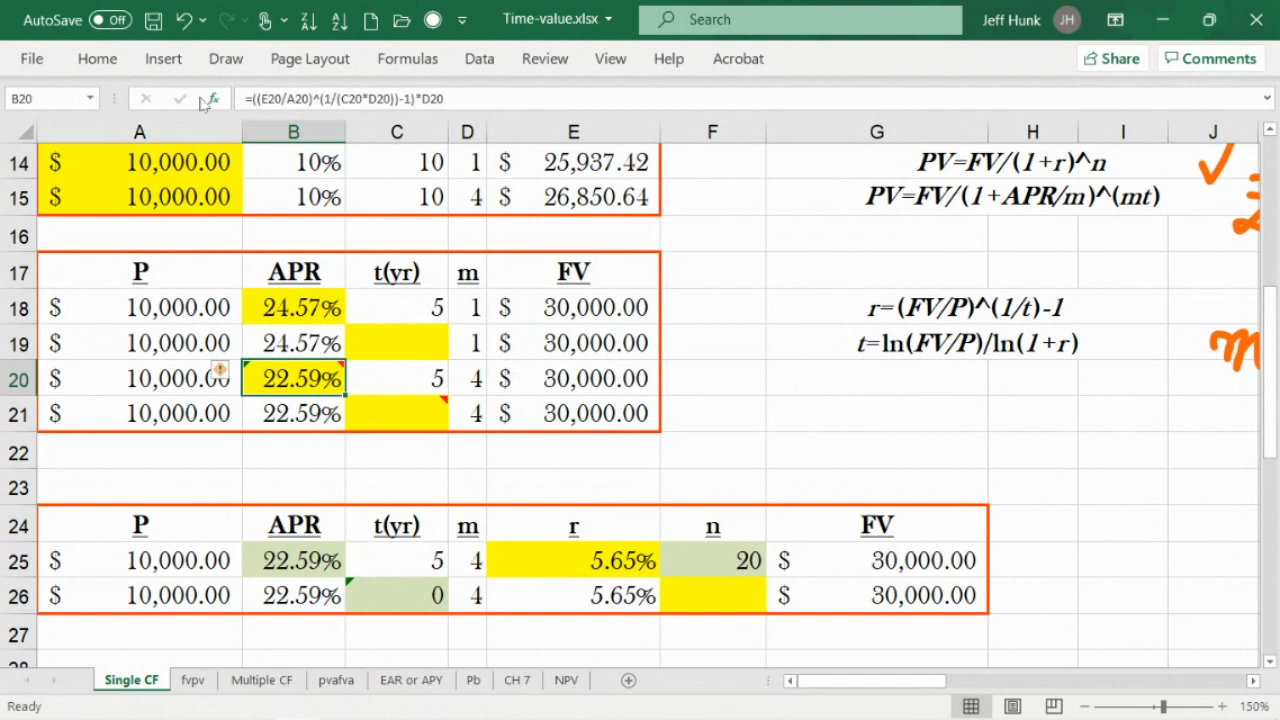 AutoSave Off Time-value.xlsx Search Jeff Hunk JH
File Home Insert Draw Page Layout Formulas Data Review View Help Acrobat Share Comments
B20 fx =((E20/A20)^(1/(C20*D20))-1)*D20
A B C D E F G H I J
14 $ 10,000.00 10% 10 1 $ 25,937.42 PV=FV/(1+r)^n
15 $ 10,000.00 10% 10 4 $ 26,850.64 PV=FV/(1+APR/m)^(mt)
16
17 P APR t(yr) m FV
18 $ 10,000.00 24.57% 5 1 $ 30,000.00 r=(FV/P)^(1/t)-1
19 $ 10,000.00 24.57% 1 $ 30,000.00 t=ln(FV/P)/ln(1+r)
20 $ 10,000.00 22.59% 5 4 $ 30,000.00
21 $ 10,000.00 22.59% 4 $ 30,000.00
22
23
24 P APR t(yr) m r n FV
25 $ 10,000.00 22.59% 5 4 5.65% 20 $ 30,000.00
26 $ 10,000.00 22.59% 0 4 5.65% $ 30,000.00
27
Single CF fvpv Multiple CF pvafva EAR or APY Pb CH 7 NPV
Ready 150%